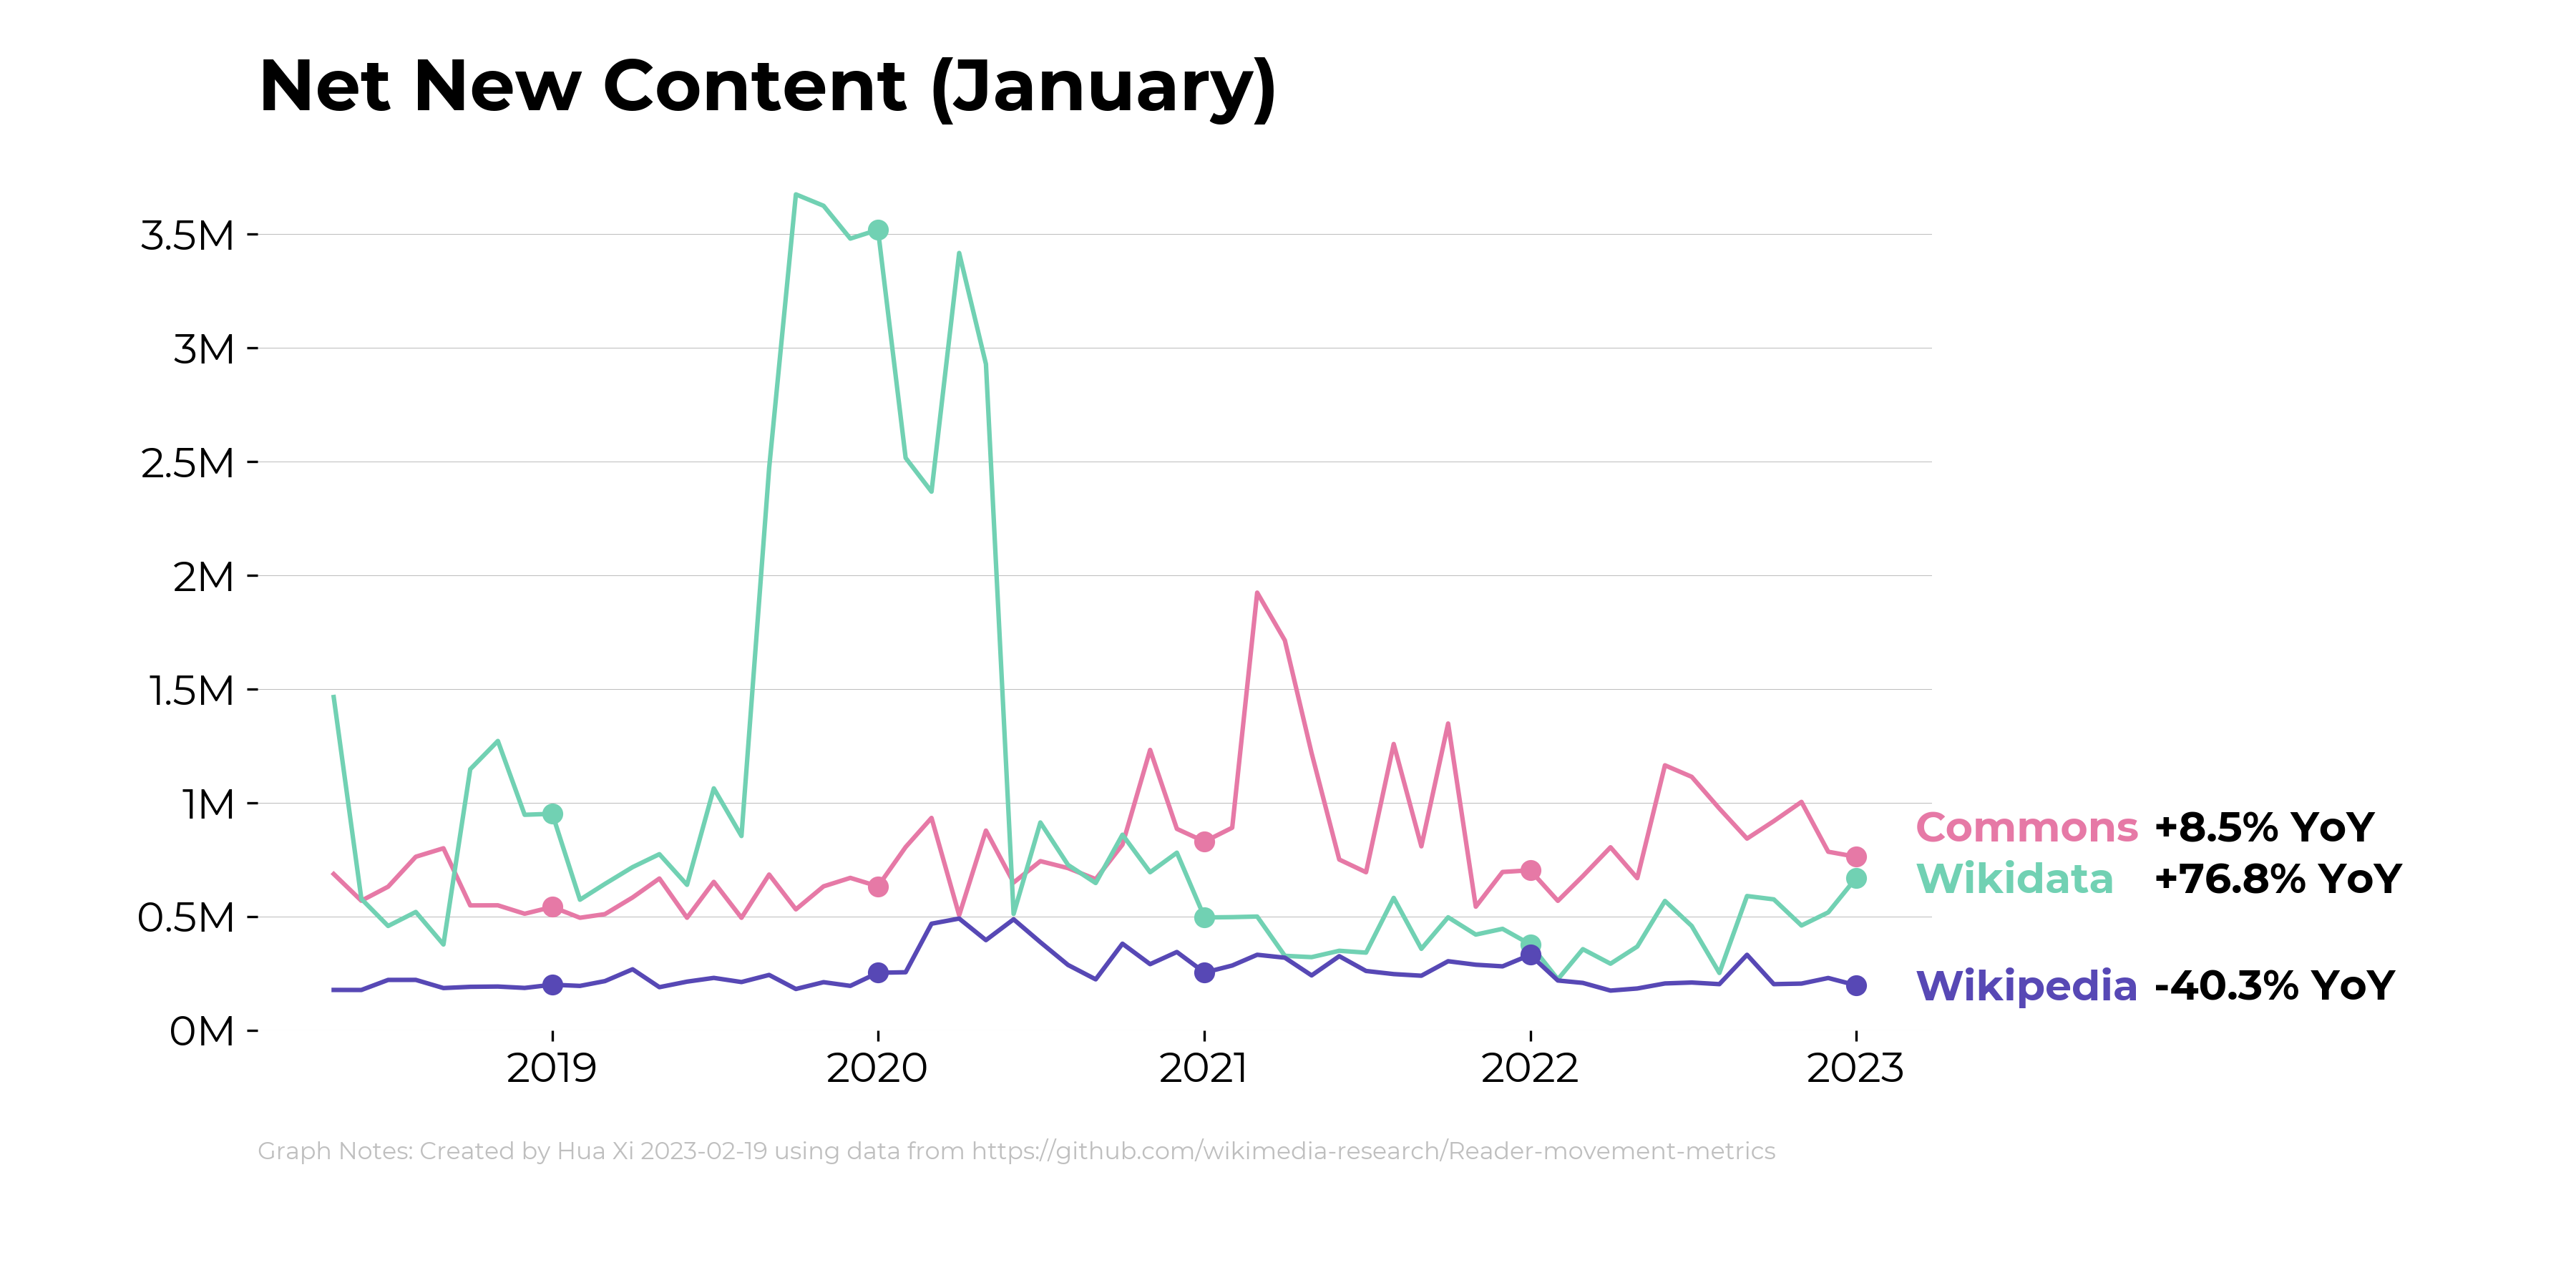 Net New Content (January)
3.5M
3M
2.5M
2M
1.5M
1M
0.5M
0M
Commons +8.5% YoY
Wikidata +76.8% YoY
Wikipedia -40.3% YoY
2019 2020 2021 2022 2023
Graph Notes: Created by Hua Xi 2023-02-19 using data from https://github.com/wikimedia-research/Reader-movement-metrics